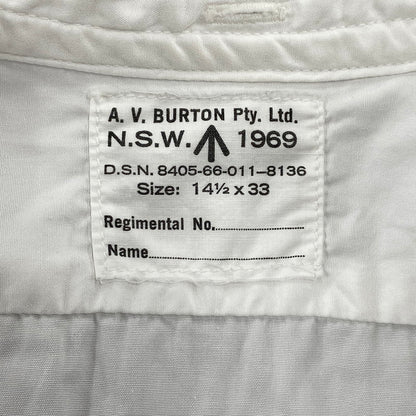 A. V. BURTON Pty. Ltd.
N.S.W. 1969
D.S.N. 8405-66-011-8136
Size: 14½ x 33
Regimental No.
Name